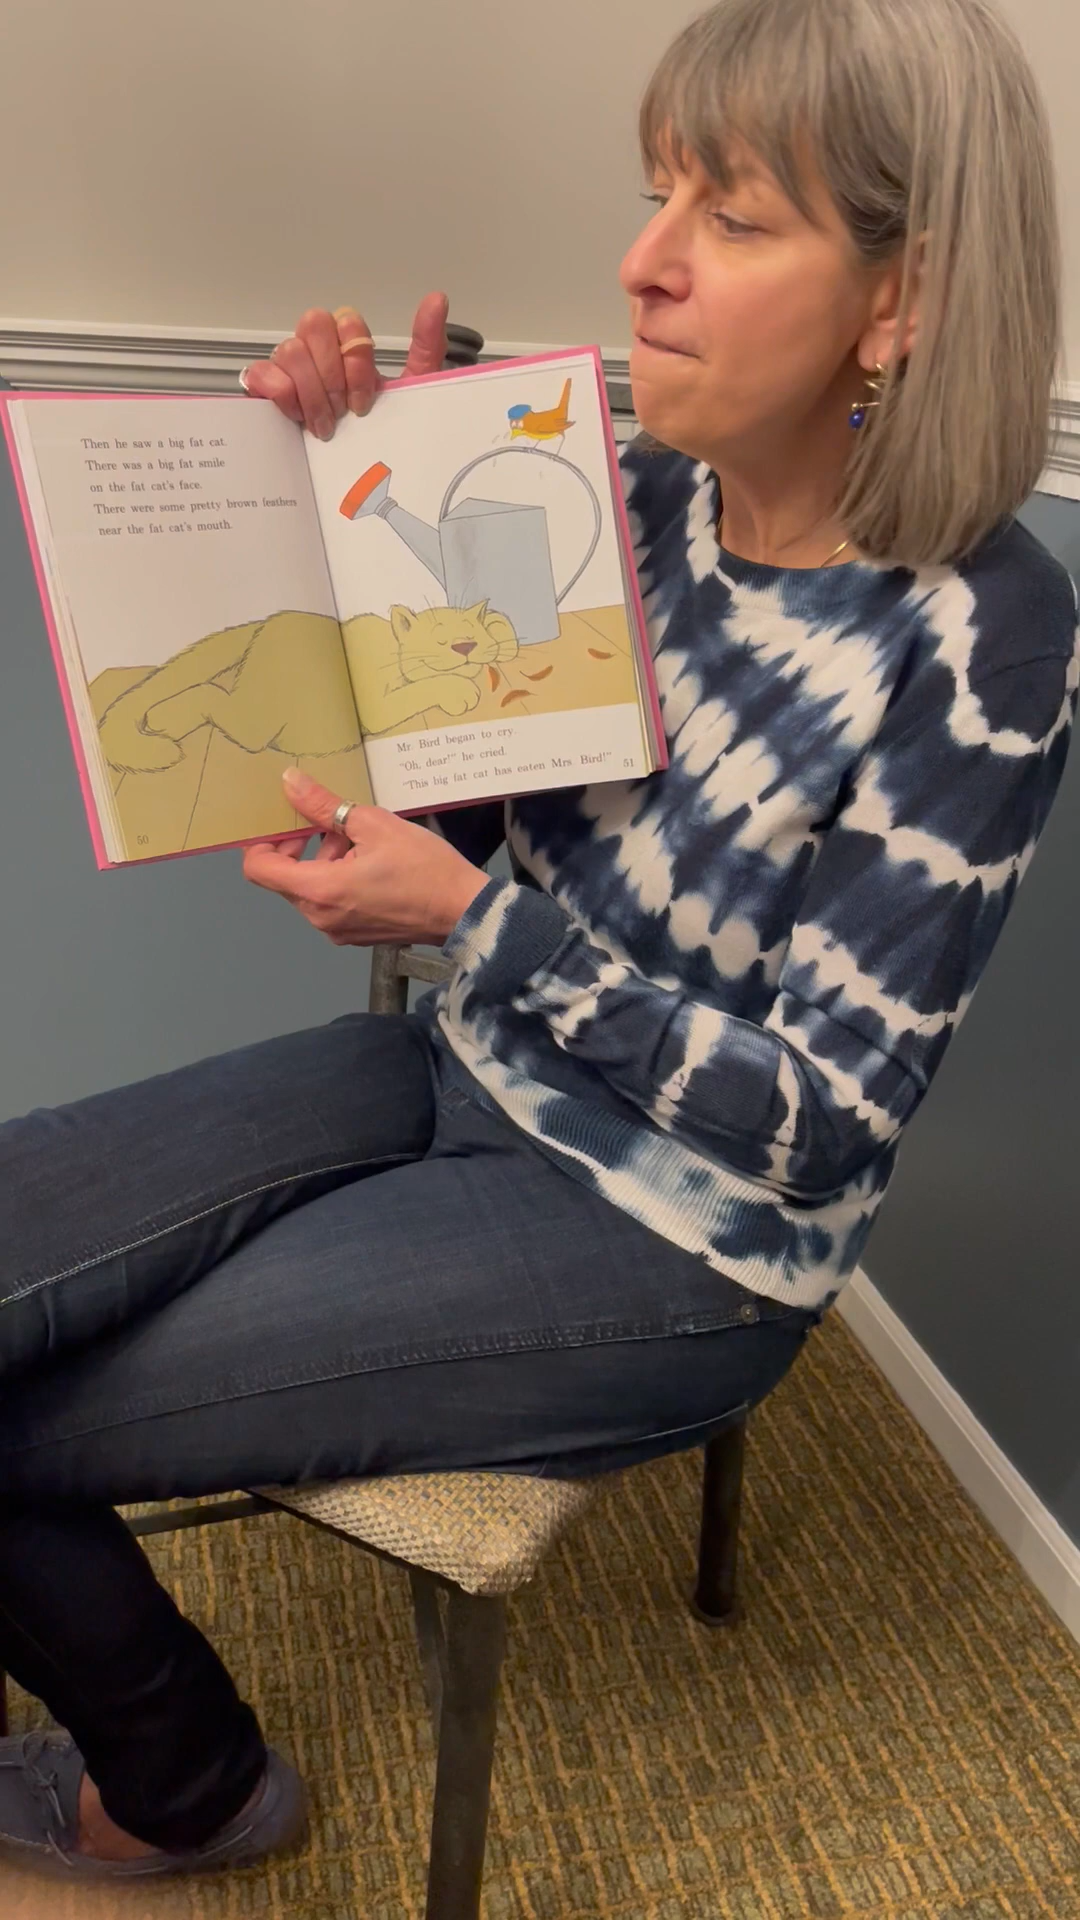 Then he saw a big fat cat.
There was a big fat smile
on the fat cat's face.
There were some pretty brown feathers
near the fat cat's mouth.
50
Mr. Bird began to cry.
"Oh, dear!" he cried.
"This big fat cat has eaten Mrs. Bird!"
51